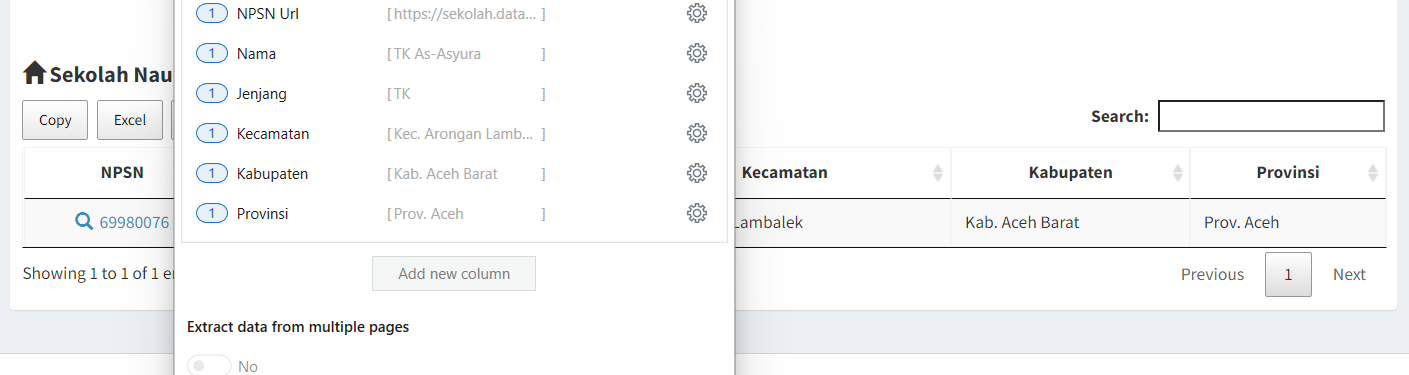 1 NPSN Url [ https://sekolah.data... ]
1 Nama [ TK As-Asyura ]
1 Jenjang [ TK ]
1 Kecamatan [ Kec. Arongan Lamb... ]
1 Kabupaten [ Kab. Aceh Barat ]
1 Provinsi [ Prov. Aceh ]
Add new column
Extract data from multiple pages
No
Sekolah Nau
Copy Excel
Search:
NPSN Kecamatan Kabupaten Provinsi
69980076 Lambalek Kab. Aceh Barat Prov. Aceh
Showing 1 to 1 of 1
Previous 1 Next